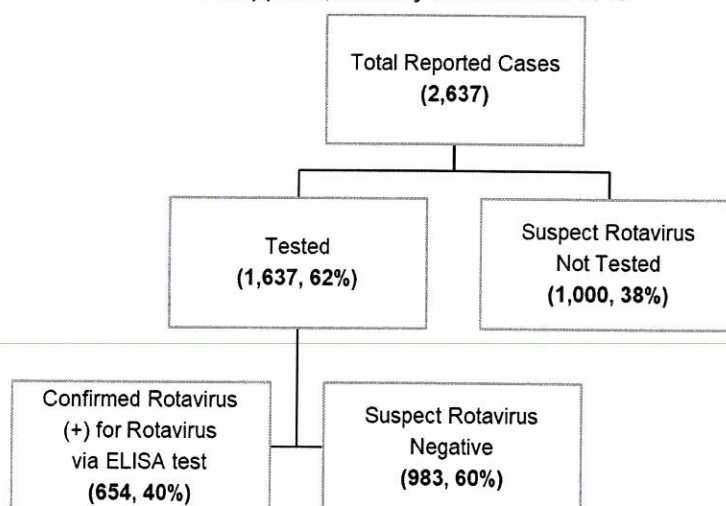 Total Reported Cases
(2,637)
Tested
(1,637, 62%)
Suspect Rotavirus
Not Tested
(1,000, 38%)
Confirmed Rotavirus
(+) for Rotavirus
via ELISA test
(654, 40%)
Suspect Rotavirus
Negative
(983, 60%)